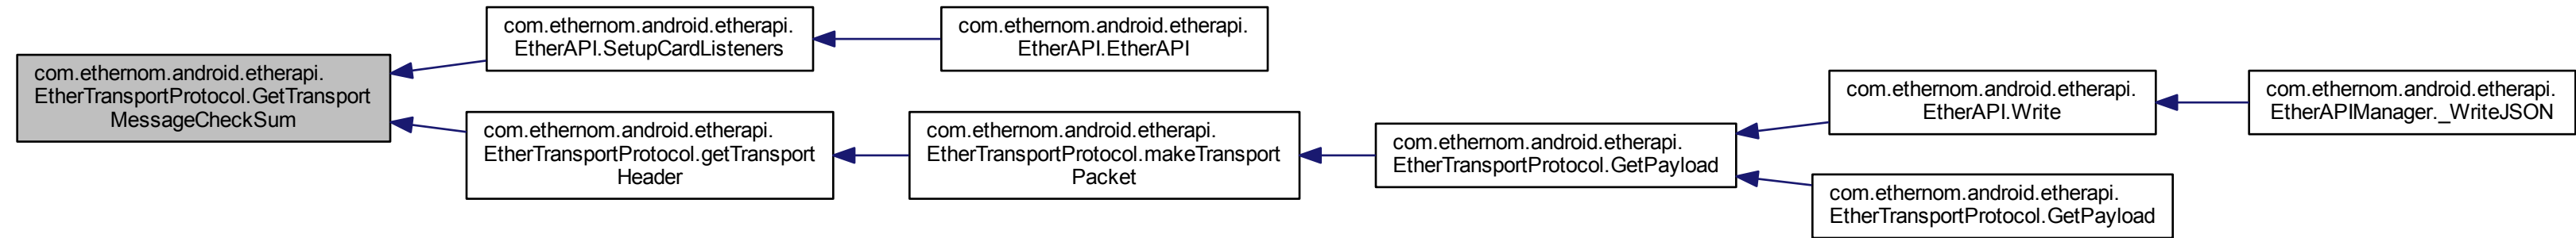 com.ethernom.android.etherapi.
EtherTransportProtocol.GetTransport
MessageCheckSum
com.ethernom.android.etherapi.
EtherAPI.SetupCardListeners
com.ethernom.android.etherapi.
EtherAPI.EtherAPI
com.ethernom.android.etherapi.
EtherTransportProtocol.getTransport
Header
com.ethernom.android.etherapi.
EtherTransportProtocol.makeTransport
Packet
com.ethernom.android.etherapi.
EtherTransportProtocol.GetPayload
com.ethernom.android.etherapi.
EtherAPI.Write
com.ethernom.android.etherapi.
EtherAPIManager._WriteJSON
com.ethernom.android.etherapi.
EtherTransportProtocol.GetPayload